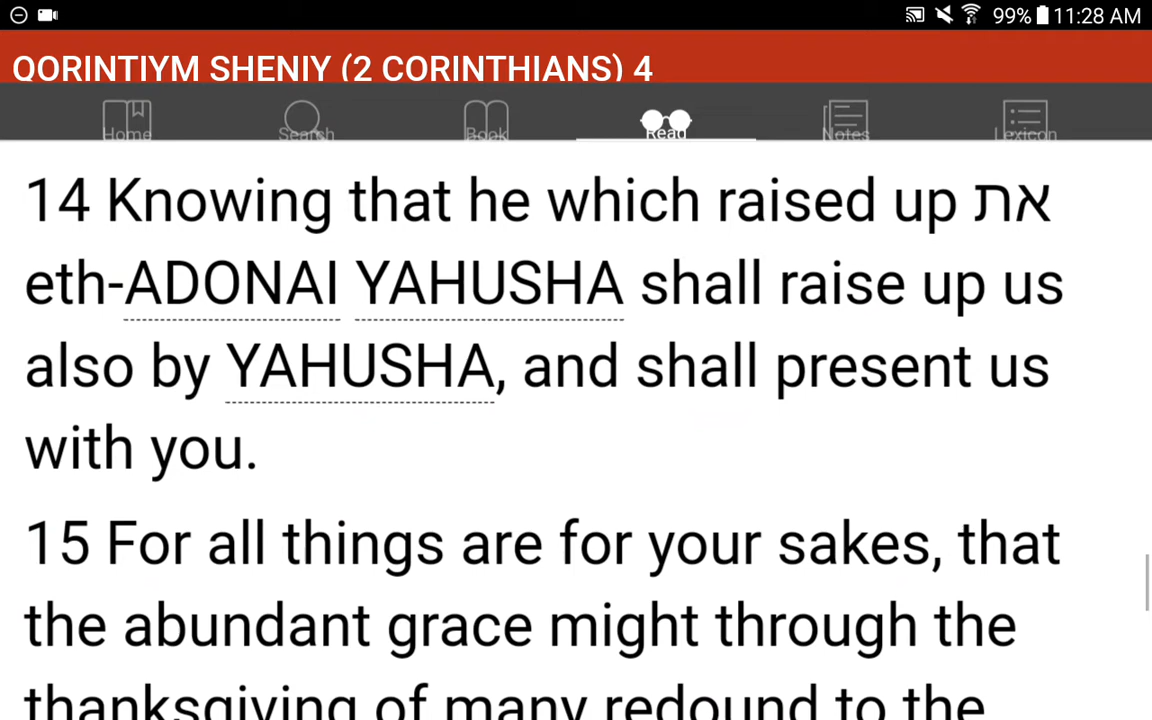 99% 11:28 AM
QORINTIYM SHENIY (2 CORINTHIANS) 4
Home Search Book Read Notes Lexicon
14 Knowing that he which raised up את
eth-ADONAI YAHUSHA shall raise up us
also by YAHUSHA, and shall present us
with you.
15 For all things are for your sakes, that
the abundant grace might through the
thanksgiving of many redound to the